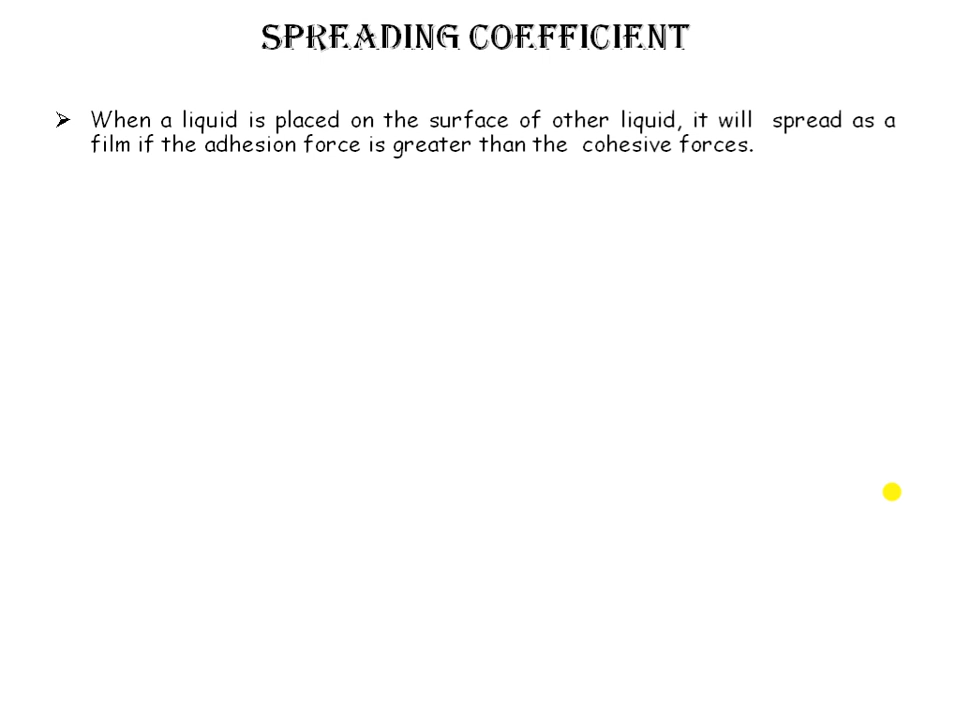 SPREADING COEFFICIENT
➢ When a liquid is placed on the surface of other liquid, it will spread as a
film if the adhesion force is greater than the cohesive forces.